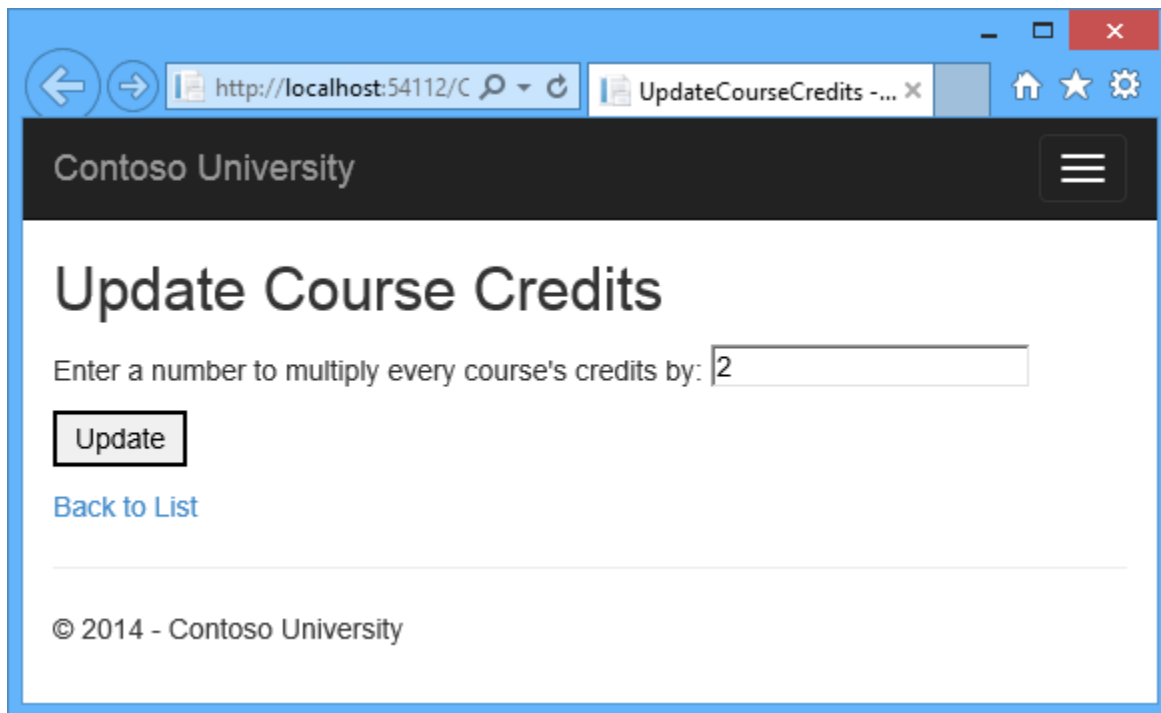 http://localhost:54112/C
UpdateCourseCredits -...
Contoso University
Update Course Credits
Enter a number to multiply every course's credits by: 2
Update
Back to List
© 2014 - Contoso University